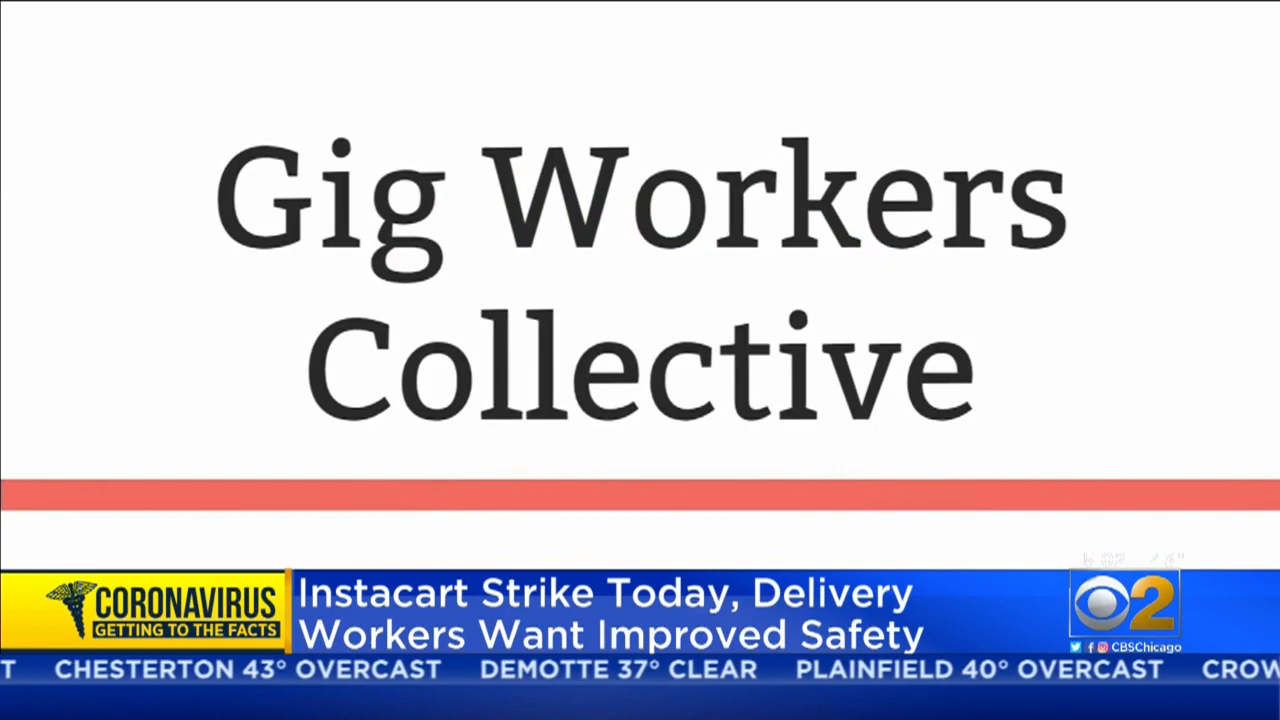 Gig Workers
Collective
CORONAVIRUS
GETTING TO THE FACTS
Instacart Strike Today, Delivery
Workers Want Improved Safety
2
CBSChicago
T CHESTERTON 43° OVERCAST DEMOTTE 37° CLEAR PLAINFIELD 40° OVERCAST CROW